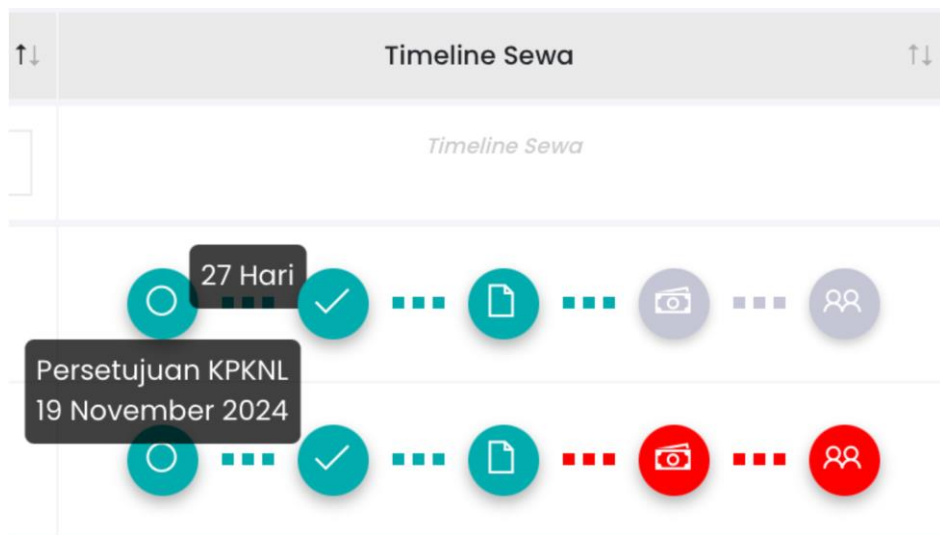 Timeline Sewa
Timeline Sewa
27 Hari
Persetujuan KPKNL
19 November 2024